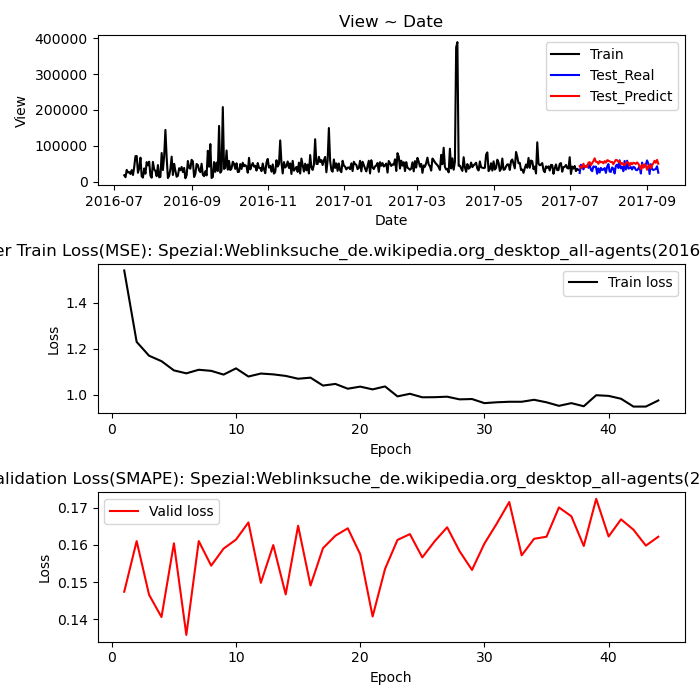 View ~ Date
400000
300000
200000
100000
0
View
Train
Test_Real
Test_Predict
2016-07 2016-09 2016-11 2017-01 2017-03 2017-05 2017-07 2017-09
Date
er Train Loss(MSE): Spezial:Weblinksuche_de.wikipedia.org_desktop_all-agents(2016
1.4
1.2
1.0
Loss
Train loss
0 10 20 30 40
Epoch
alidation Loss(SMAPE): Spezial:Weblinksuche_de.wikipedia.org_desktop_all-agents(2
0.17
0.16
0.15
0.14
Loss
Valid loss
0 10 20 30 40
Epoch